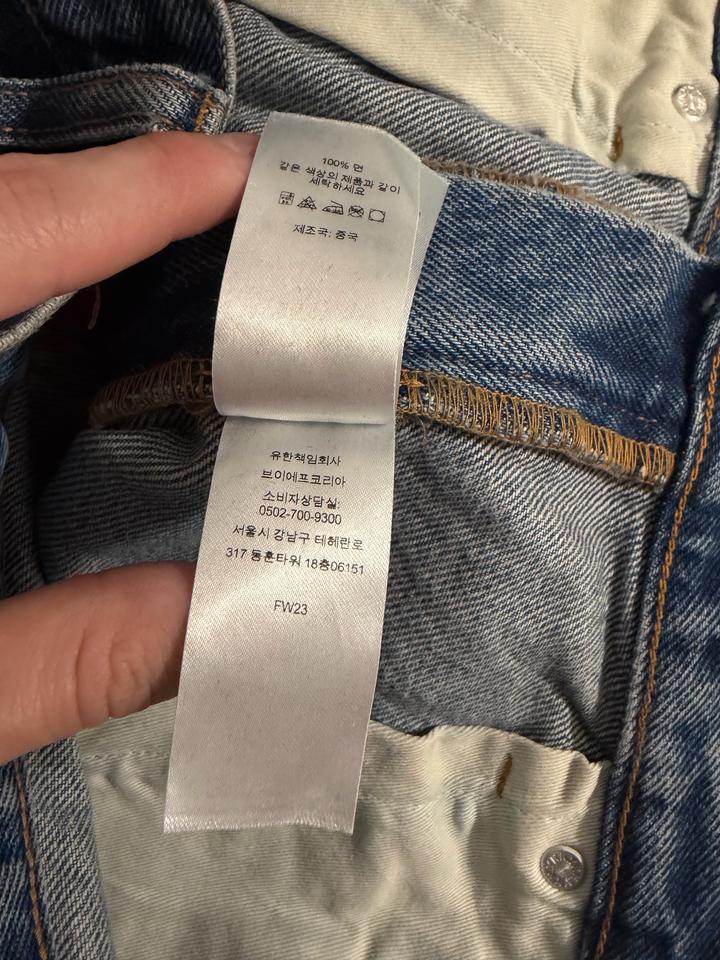 100% 면
같은 색상의 제품과 같이
세탁하세요
제조국: 중국
유한책임회사
브이에프코리아
소비자상담실:
0502-700-9300
서울시 강남구 테헤란로
317 동훈타워 18층06151
FW23